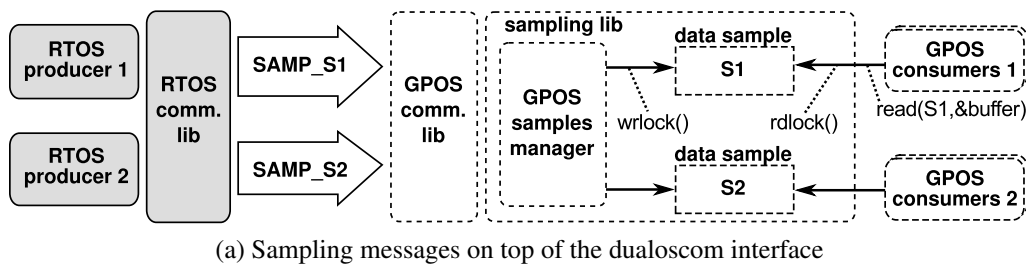 RTOS
producer 1
RTOS
producer 2
RTOS
comm.
lib
SAMP_S1
SAMP_S2
GPOS
comm.
lib
sampling lib
GPOS
samples
manager
data sample
S1
wrlock()
rdlock()
data sample
S2
GPOS
consumers 1
read(S1,&buffer)
GPOS
consumers 2
(a) Sampling messages on top of the dualoscom interface